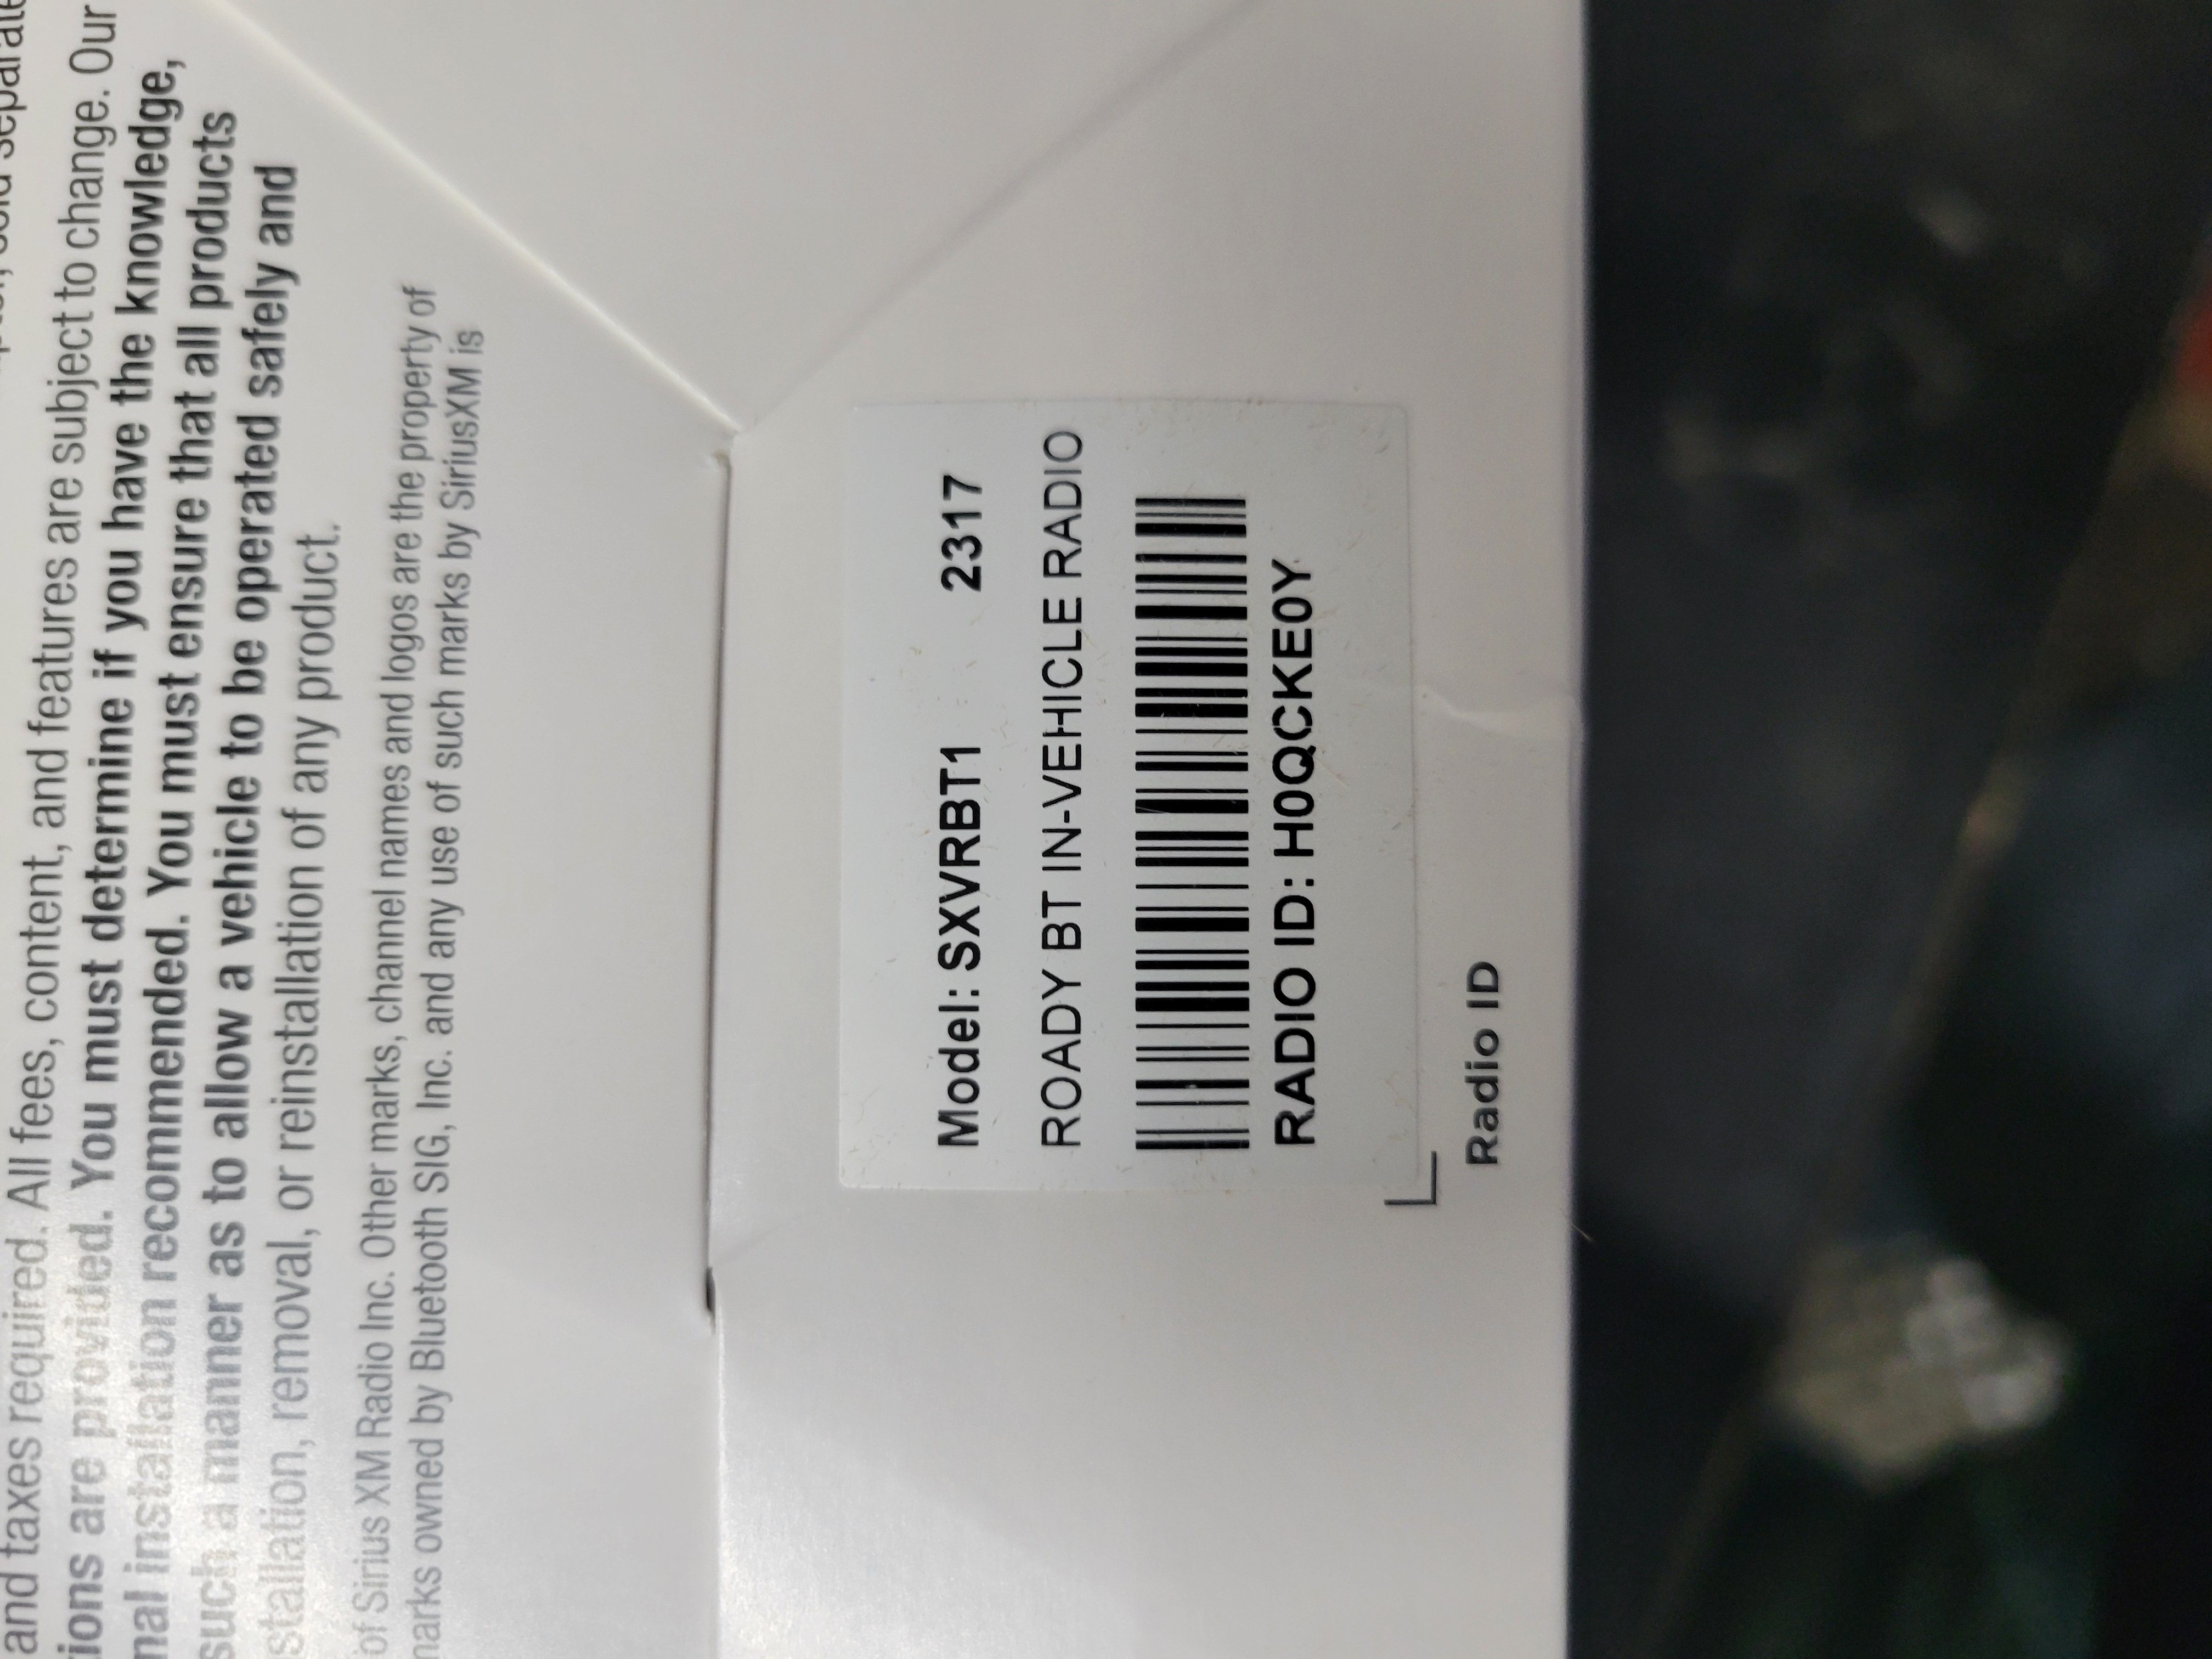 and taxes required. All fees, content, and features are subject to change. Our
tions are provided. You must determine if you have the knowledge,
nal installation recommended. You must ensure that all products
such a manner as to allow a vehicle to be operated safely and
stallation, removal, or reinstallation of any product.
of Sirius XM Radio Inc. Other marks, channel names and logos are the property of
marks owned by Bluetooth SIG, Inc. and any use of such marks by SiriusXM is
Model: SXVRBT1 2317
ROADY BT IN-VEHICLE RADIO
RADIO ID: H0QCKE0Y
Radio ID